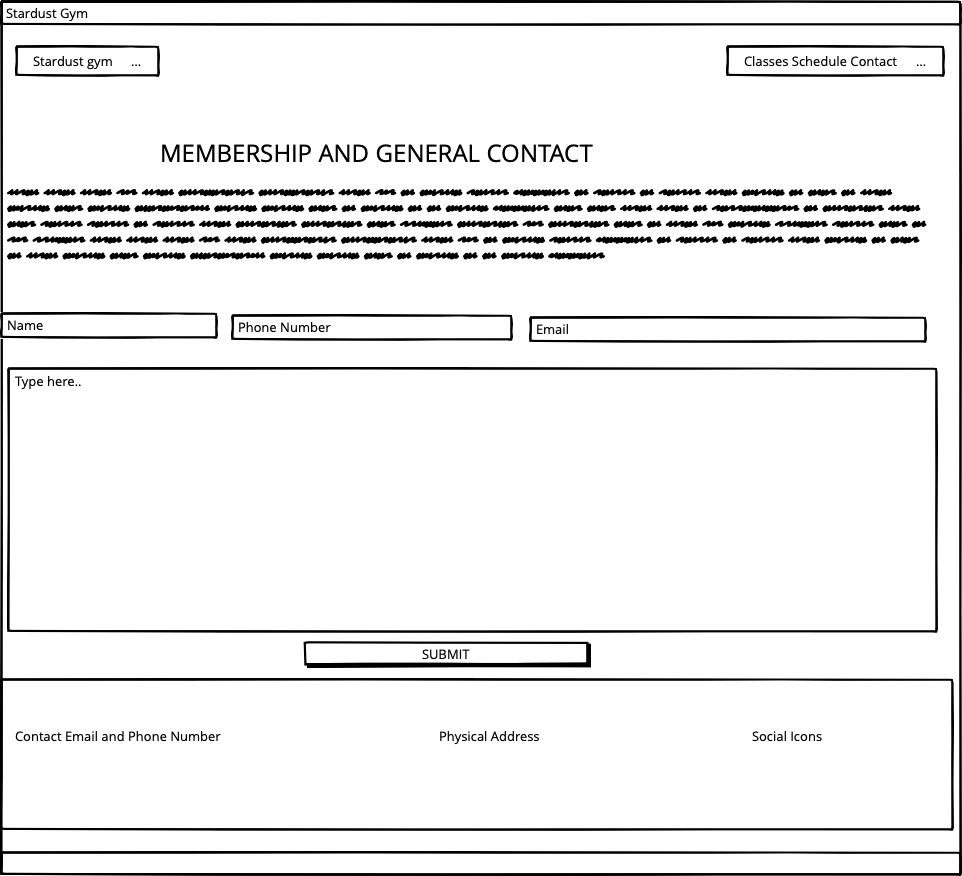 Stardust Gym
Stardust gym ...
Classes Schedule Contact ...
MEMBERSHIP AND GENERAL CONTACT
Name
Phone Number
Email
Type here..
SUBMIT
Contact Email and Phone Number
Physical Address
Social Icons